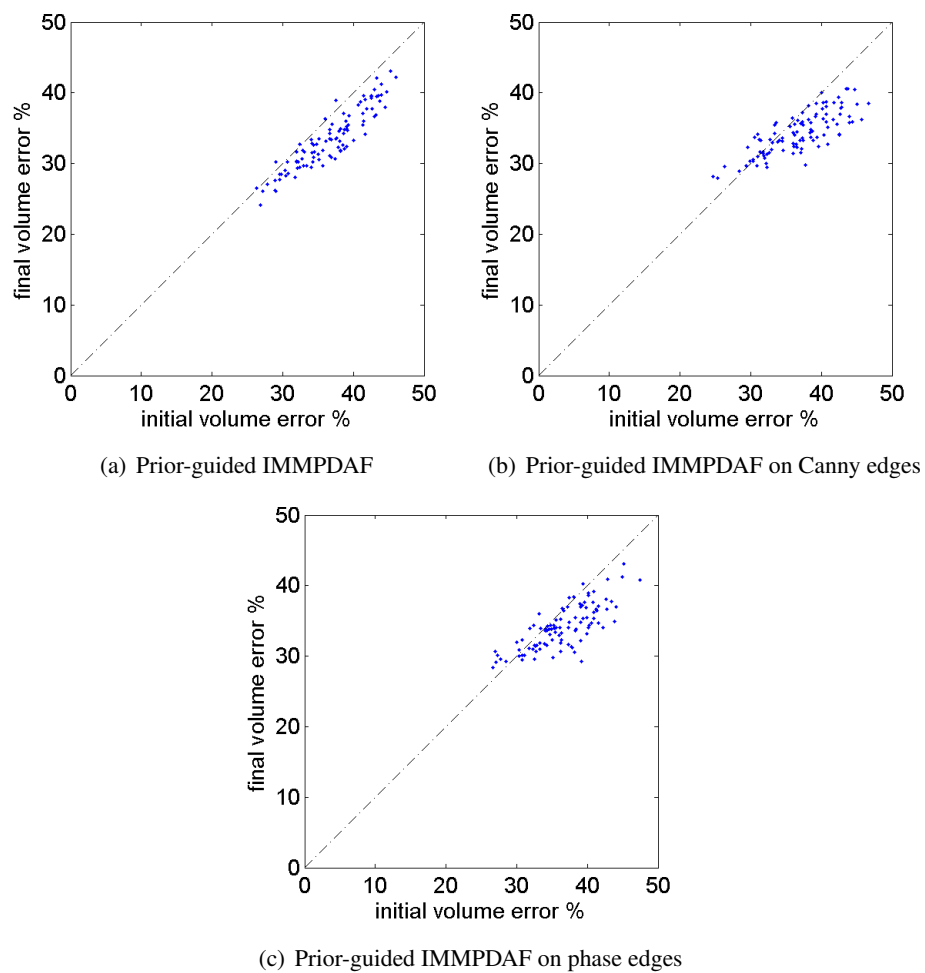 50
40
30
20
10
0
final volume error %
0 10 20 30 40 50
initial volume error %
(a) Prior-guided IMMPDAF
50
40
30
20
10
0
final volume error %
0 10 20 30 40 50
initial volume error %
(b) Prior-guided IMMPDAF on Canny edges
50
40
30
20
10
0
final volume error %
0 10 20 30 40 50
initial volume error %
(c) Prior-guided IMMPDAF on phase edges